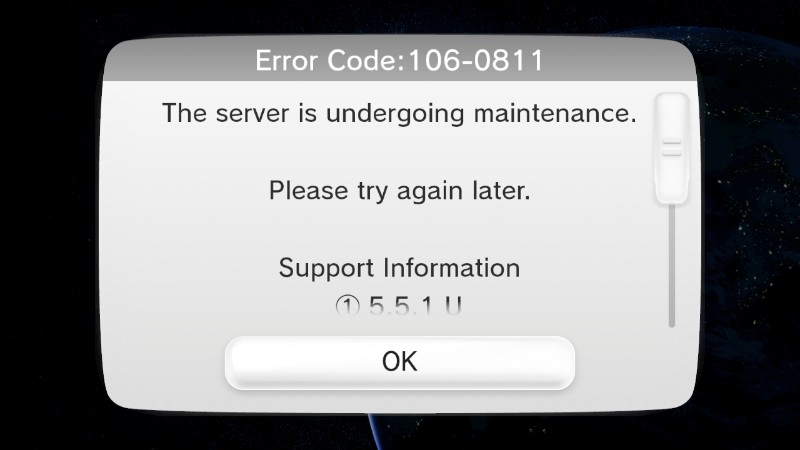 Error Code:106-0811
The server is undergoing maintenance.
Please try again later.
Support Information
① 5.5.1 U
OK